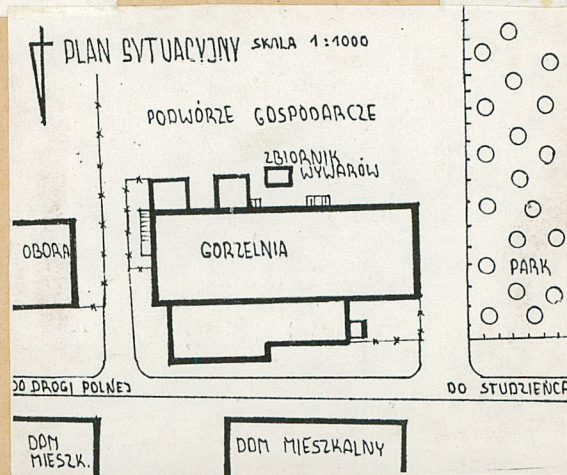 PLAN SYTUACYJNY SKALA 1:1000
PODWÓRZE GOSPODARCZE
ZBIORNIK
WYWARÓW
OBORA
GORZELNIA
PARK
DO DROGI POLNEJ
DO STUDZIEŃCA
DOM
MIESZK.
DOM MIESZKALNY